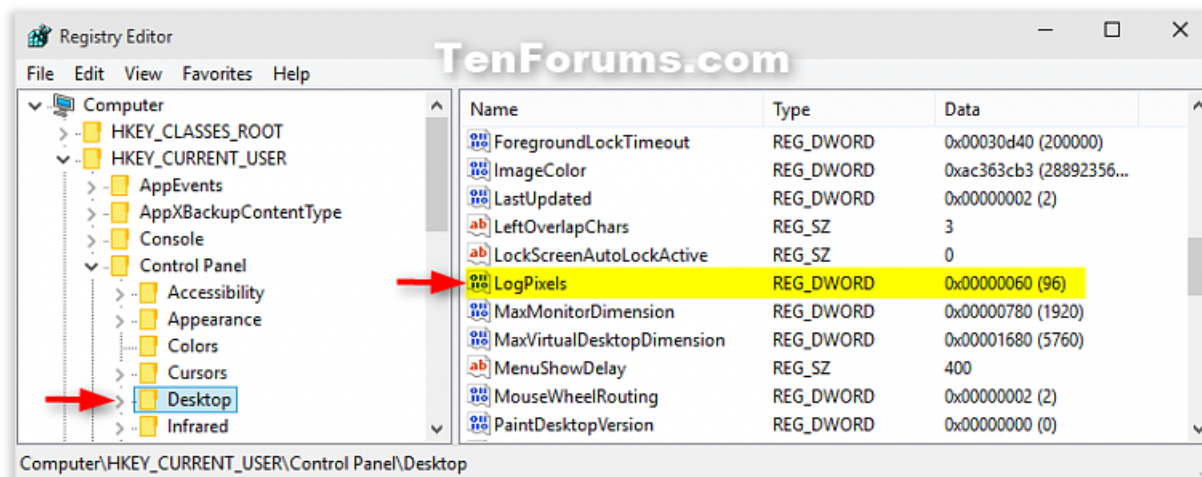 Registry Editor
TenForums.com
File Edit View Favorites Help
Computer
HKEY_CLASSES_ROOT
HKEY_CURRENT_USER
AppEvents
AppXBackupContentType
Console
Control Panel
Accessibility
Appearance
Colors
Cursors
Desktop
Infrared
Name Type Data
ForegroundLockTimeout REG_DWORD 0x00030d40 (200000)
ImageColor REG_DWORD 0xac363cb3 (28892356...
LastUpdated REG_DWORD 0x00000002 (2)
LeftOverlapChars REG_SZ 3
LockScreenAutoLockActive REG_SZ 0
LogPixels REG_DWORD 0x00000060 (96)
MaxMonitorDimension REG_DWORD 0x00000780 (1920)
MaxVirtualDesktopDimension REG_DWORD 0x00001680 (5760)
MenuShowDelay REG_SZ 400
MouseWheelRouting REG_DWORD 0x00000002 (2)
PaintDesktopVersion REG_DWORD 0x00000000 (0)
Computer\HKEY_CURRENT_USER\Control Panel\Desktop